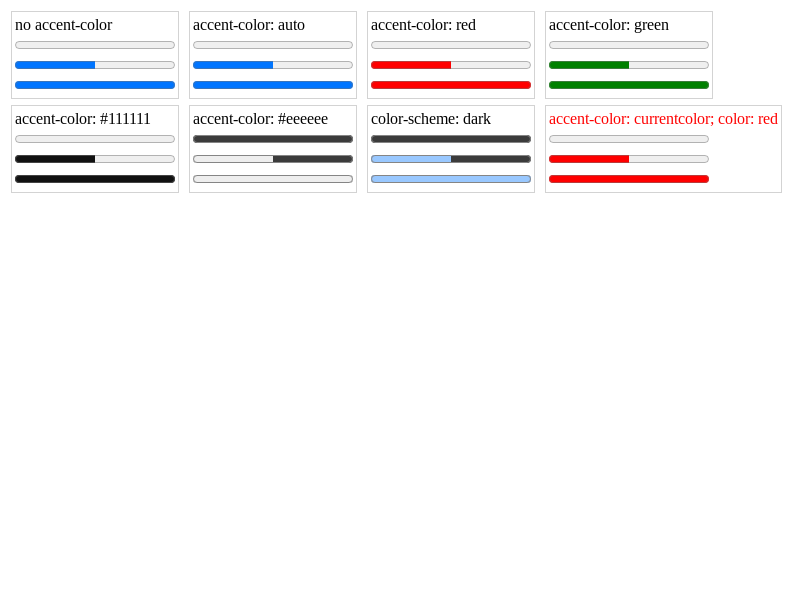 no accent-color
accent-color: auto
accent-color: red
accent-color: green
accent-color: #111111
accent-color: #eeeeee
color-scheme: dark
accent-color: currentcolor; color: red